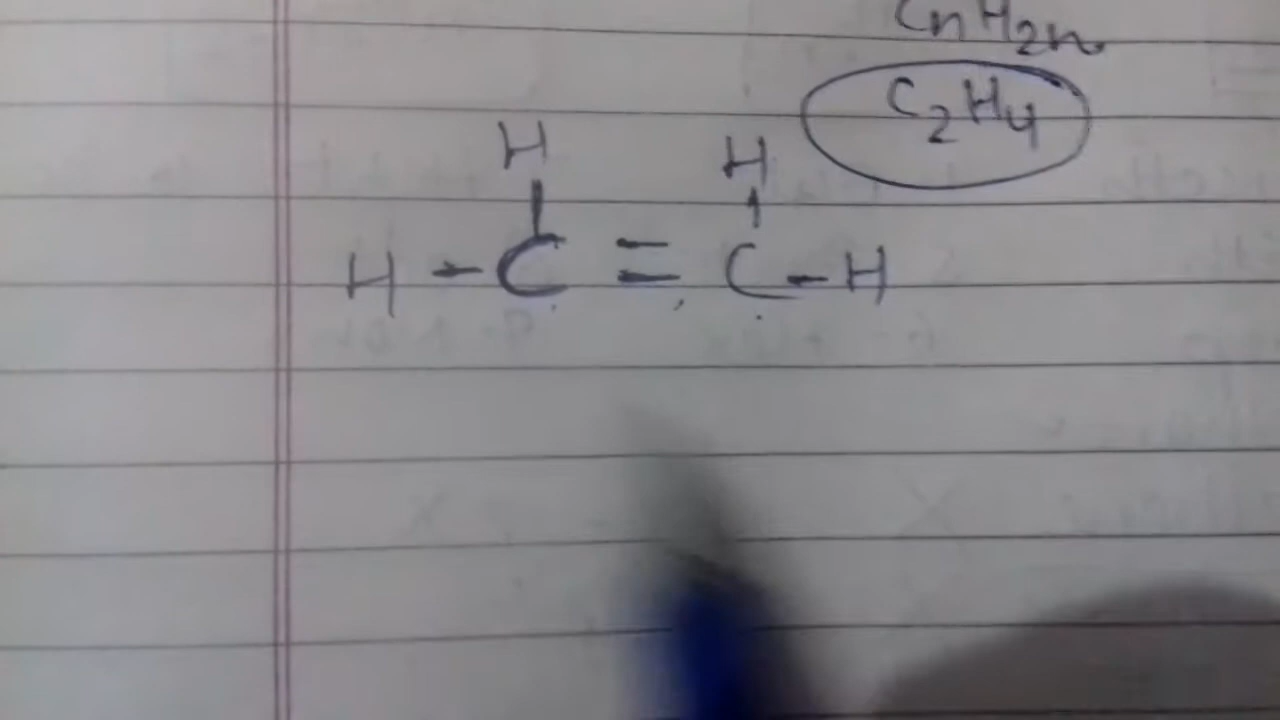 CnH2n
C2H4
H H
H - C = C - H